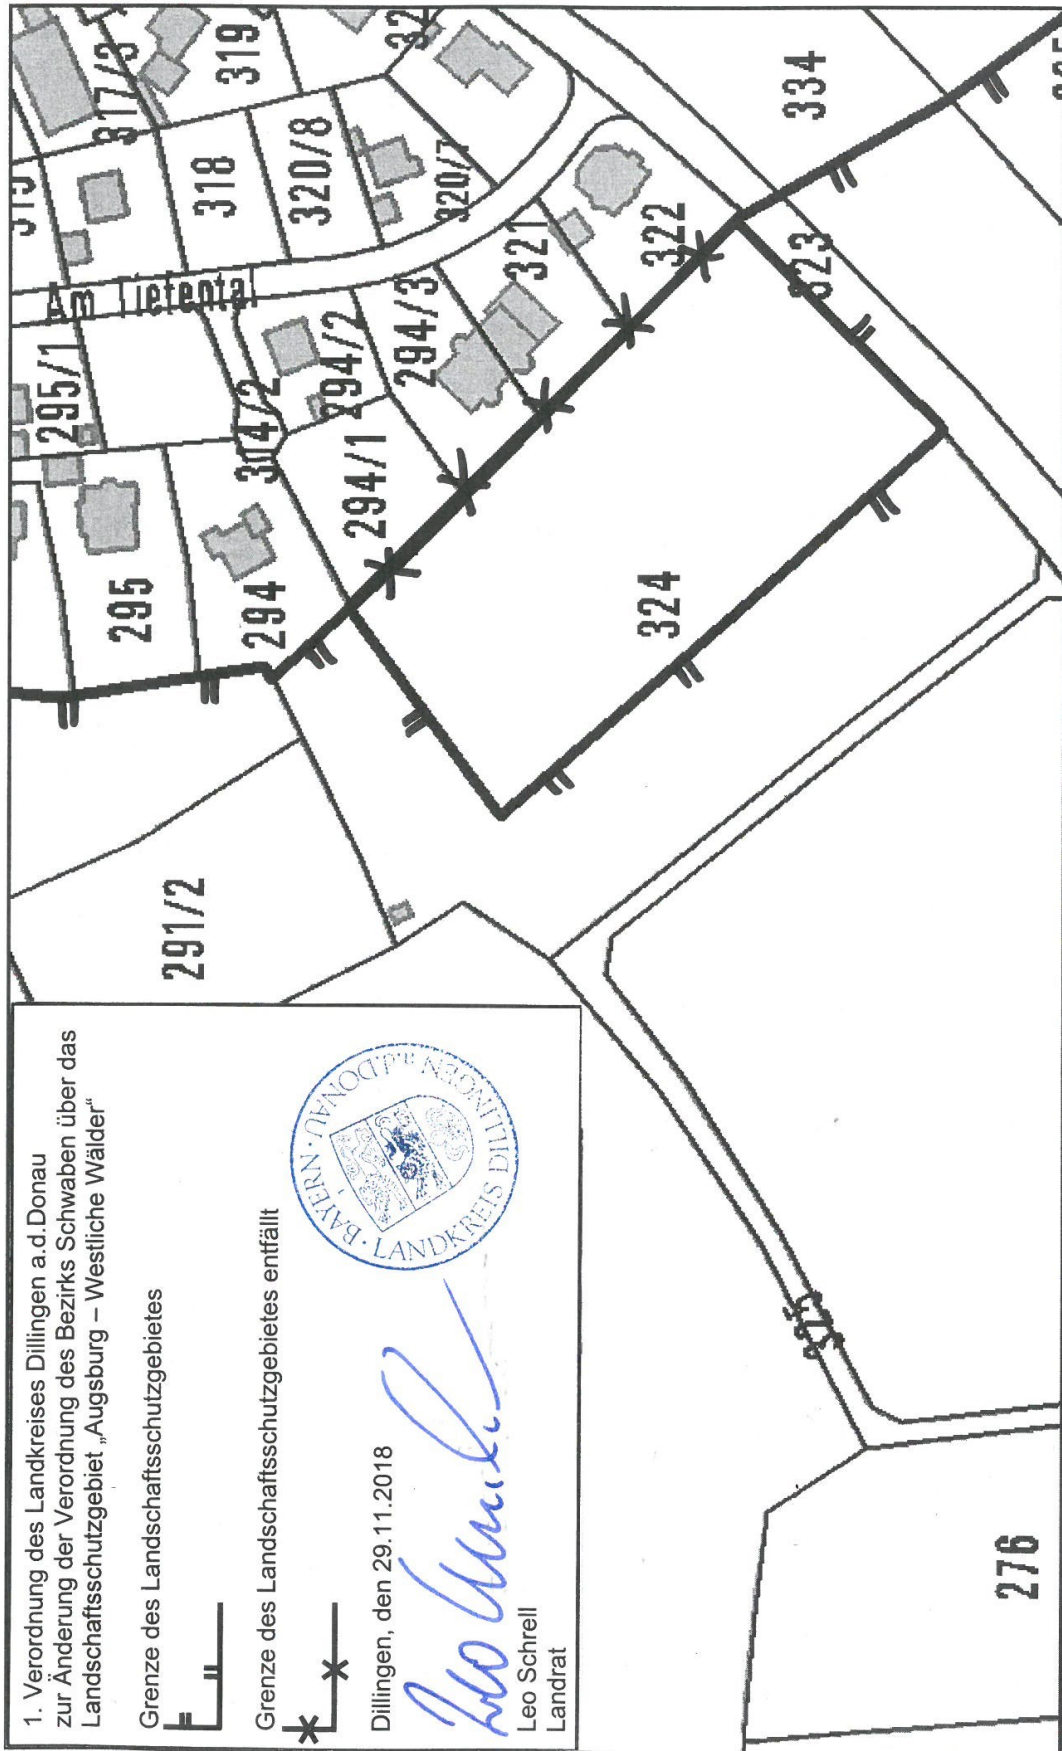 1. Verordnung des Landkreises Dillingen a.d.Donau
zur Änderung der Verordnung des Bezirks Schwaben über das
Landschaftsschutzgebiet „Augsburg – Westliche Wälder"
Grenze des Landschaftsschutzgebietes
Grenze des Landschaftsschutzgebietes entfällt
Dillingen, den 29.11.2018
Leo Schrell
Landrat
· BAYERN · LANDKREIS DILLINGEN a.d.DONAU
291/2
295
294
295/1
304/2
294/1
294/2
294/3
Am Tiefental
321
322
323
324
318
320/8
320/7
317/3
319
334
276